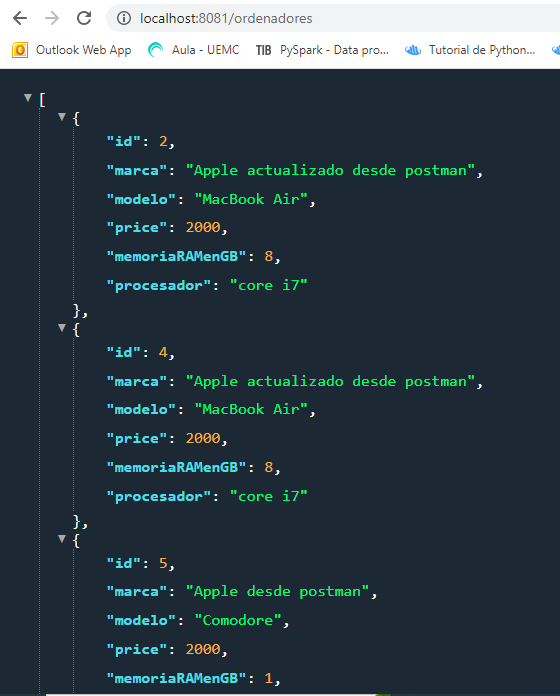 localhost:8081/ordenadores
Outlook Web App Aula - UEMC TIB PySpark - Data pro... Tutorial de Python...
[
{
"id": 2,
"marca": "Apple actualizado desde postman",
"modelo": "MacBook Air",
"price": 2000,
"memoriaRAMenGB": 8,
"procesador": "core i7"
},
{
"id": 4,
"marca": "Apple actualizado desde postman",
"modelo": "MacBook Air",
"price": 2000,
"memoriaRAMenGB": 8,
"procesador": "core i7"
},
{
"id": 5,
"marca": "Apple desde postman",
"modelo": "Comodore",
"price": 2000,
"memoriaRAMenGB": 1,